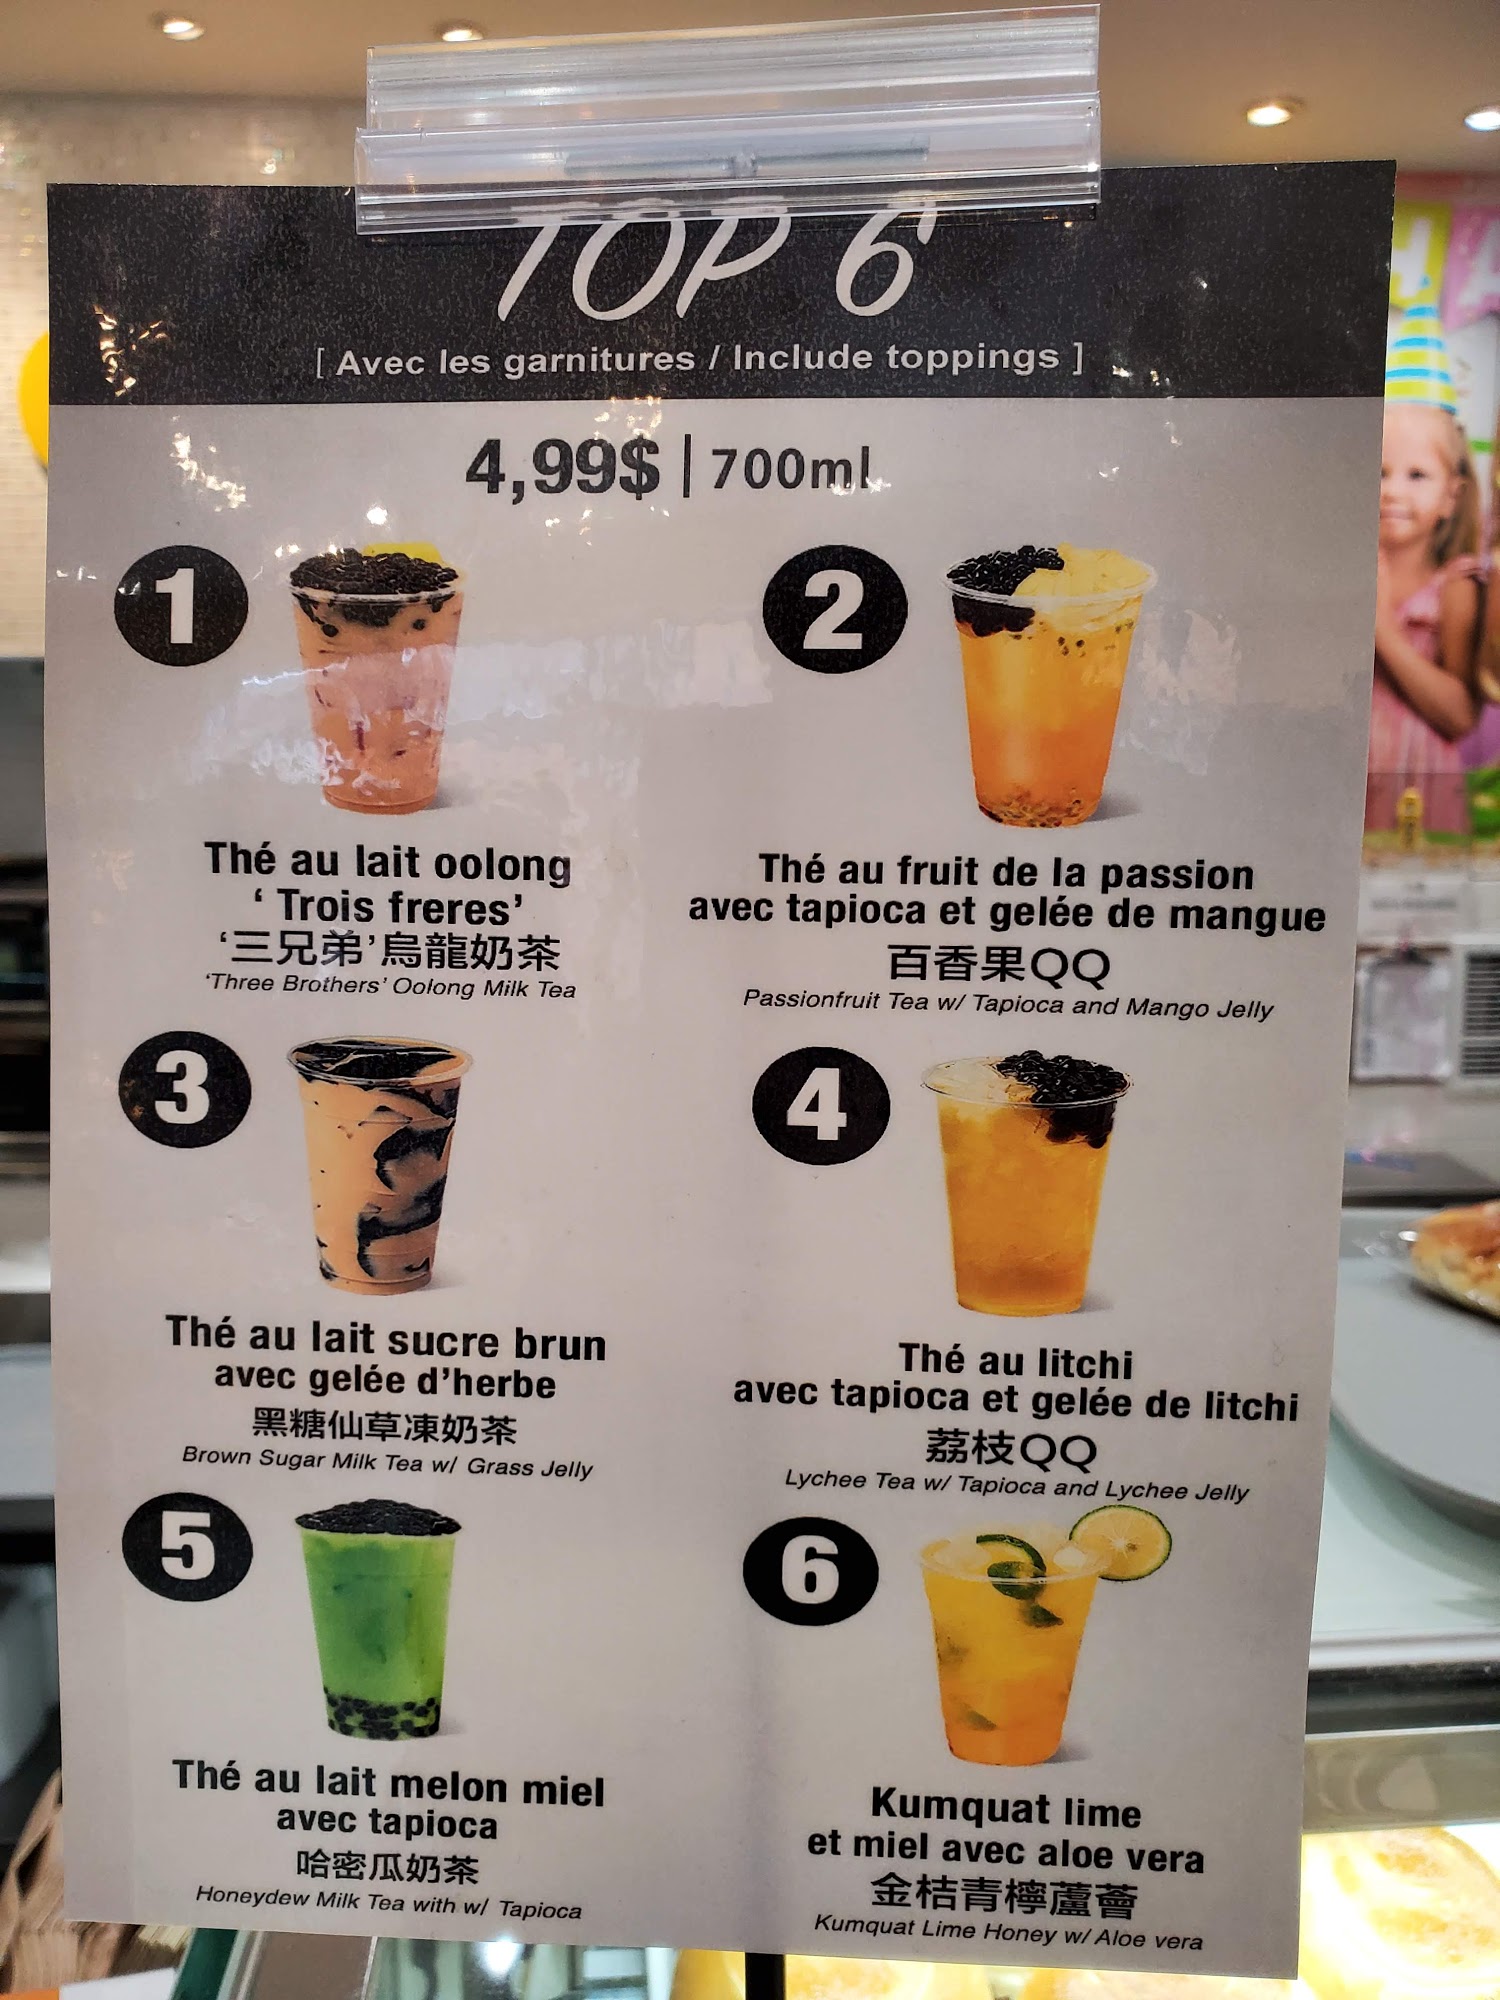 TOP 6
[ Avec les garnitures / Include toppings ]
4,99$ | 700ml
1
Thé au lait oolong
‘ Trois freres’
‘三兄弟’烏龍奶茶
‘Three Brothers’ Oolong Milk Tea
2
Thé au fruit de la passion
avec tapioca et gelée de mangue
百香果QQ
Passionfruit Tea w/ Tapioca and Mango Jelly
3
Thé au lait sucre brun
avec gelée d’herbe
黑糖仙草凍奶茶
Brown Sugar Milk Tea w/ Grass Jelly
4
Thé au litchi
avec tapioca et gelée de litchi
荔枝QQ
Lychee Tea w/ Tapioca and Lychee Jelly
5
Thé au lait melon miel
avec tapioca
哈密瓜奶茶
Honeydew Milk Tea with w/ Tapioca
6
Kumquat lime
et miel avec aloe vera
金桔青檸蘆薈
Kumquat Lime Honey w/ Aloe vera
H A